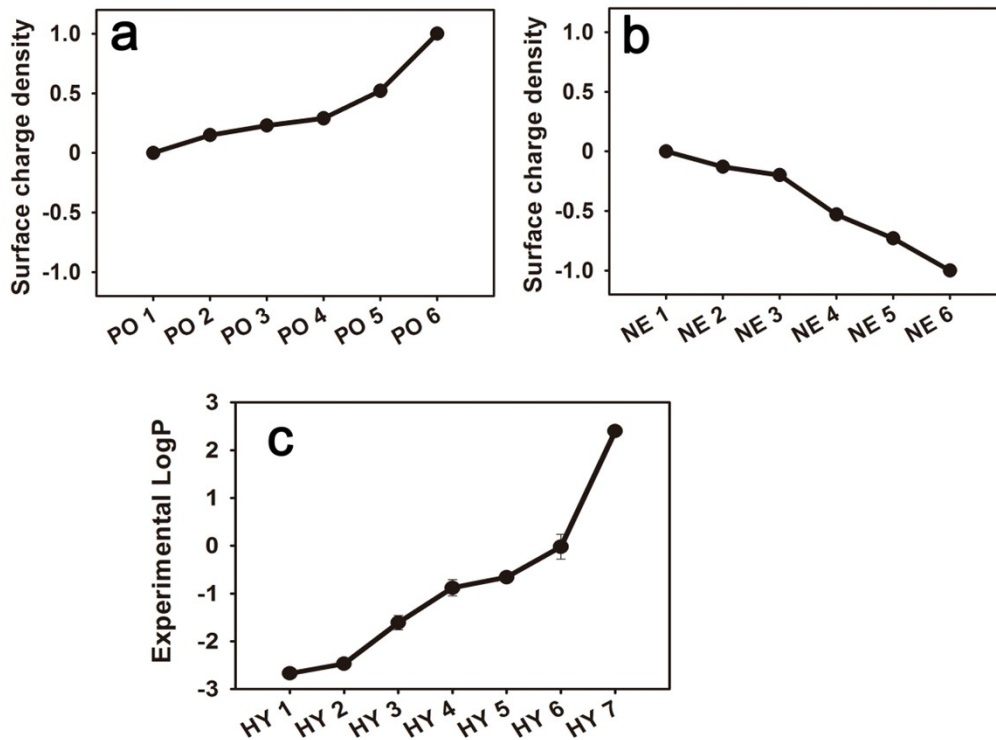 a
Surface charge density
1.0
0.5
0
-0.5
-1.0
PO 1
PO 2
PO 3
PO 4
PO 5
PO 6
b
Surface charge density
1.0
0.5
0
-0.5
-1.0
NE 1
NE 2
NE 3
NE 4
NE 5
NE 6
c
Experimental LogP
3
2
1
0
-1
-2
-3
HY 1
HY 2
HY 3
HY 4
HY 5
HY 6
HY 7